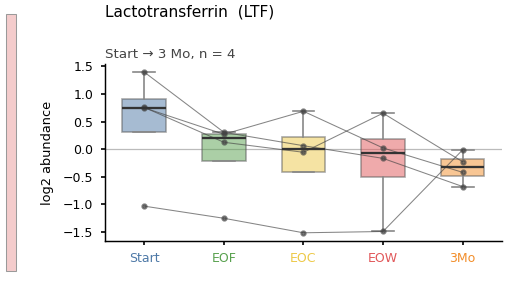 Lactotransferrin (LTF)
Start → 3 Mo, n = 4
log2 abundance
1.5
1.0
0.5
0.0
−0.5
−1.0
−1.5
Start EOF EOC EOW 3Mo